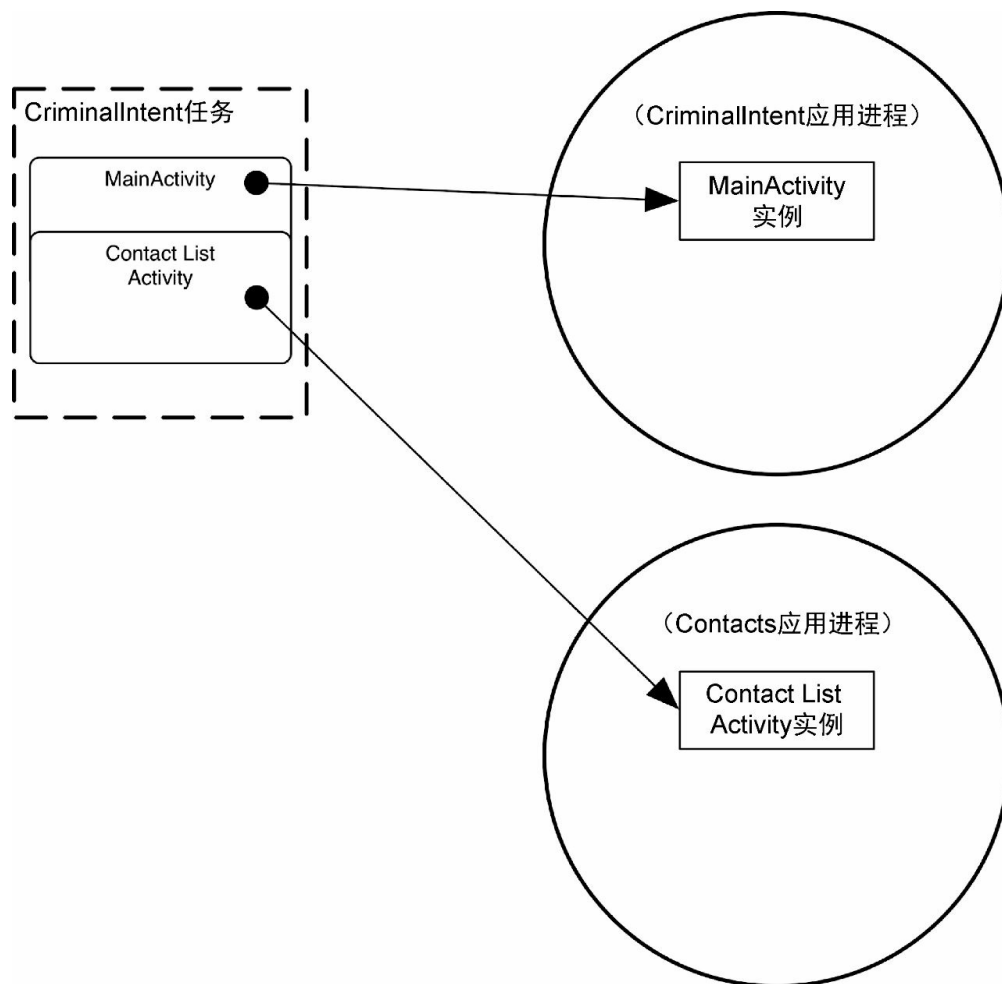 CriminalIntent任务
MainActivity
Contact List
Activity
（CriminalIntent应用进程）
MainActivity
实例
（Contacts应用进程）
Contact List
Activity实例